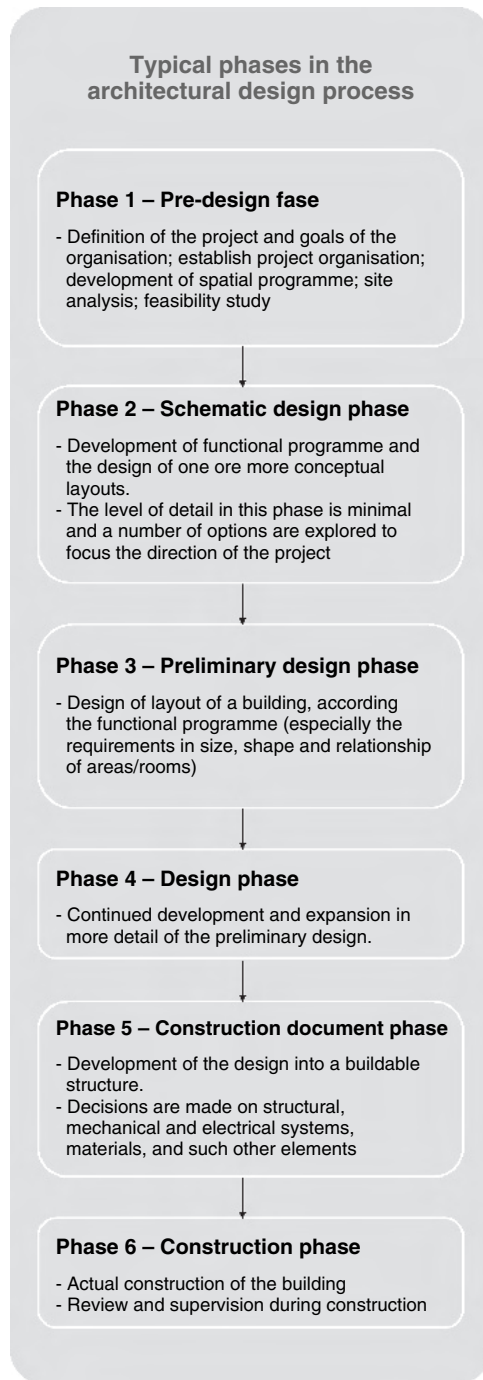 Typical phases in the
architectural design process
Phase 1 – Pre-design fase
- Definition of the project and goals of the
organisation; establish project organisation;
development of spatial programme; site
analysis; feasibility study
Phase 2 – Schematic design phase
- Development of functional programme and
the design of one ore more conceptual
layouts.
- The level of detail in this phase is minimal
and a number of options are explored to
focus the direction of the project
Phase 3 – Preliminary design phase
- Design of layout of a building, according
the functional programme (especially the
requirements in size, shape and relationship
of areas/rooms)
Phase 4 – Design phase
- Continued development and expansion in
more detail of the preliminary design.
Phase 5 – Construction document phase
- Development of the design into a buildable
structure.
- Decisions are made on structural,
mechanical and electrical systems,
materials, and such other elements
Phase 6 – Construction phase
- Actual construction of the building
- Review and supervision during construction